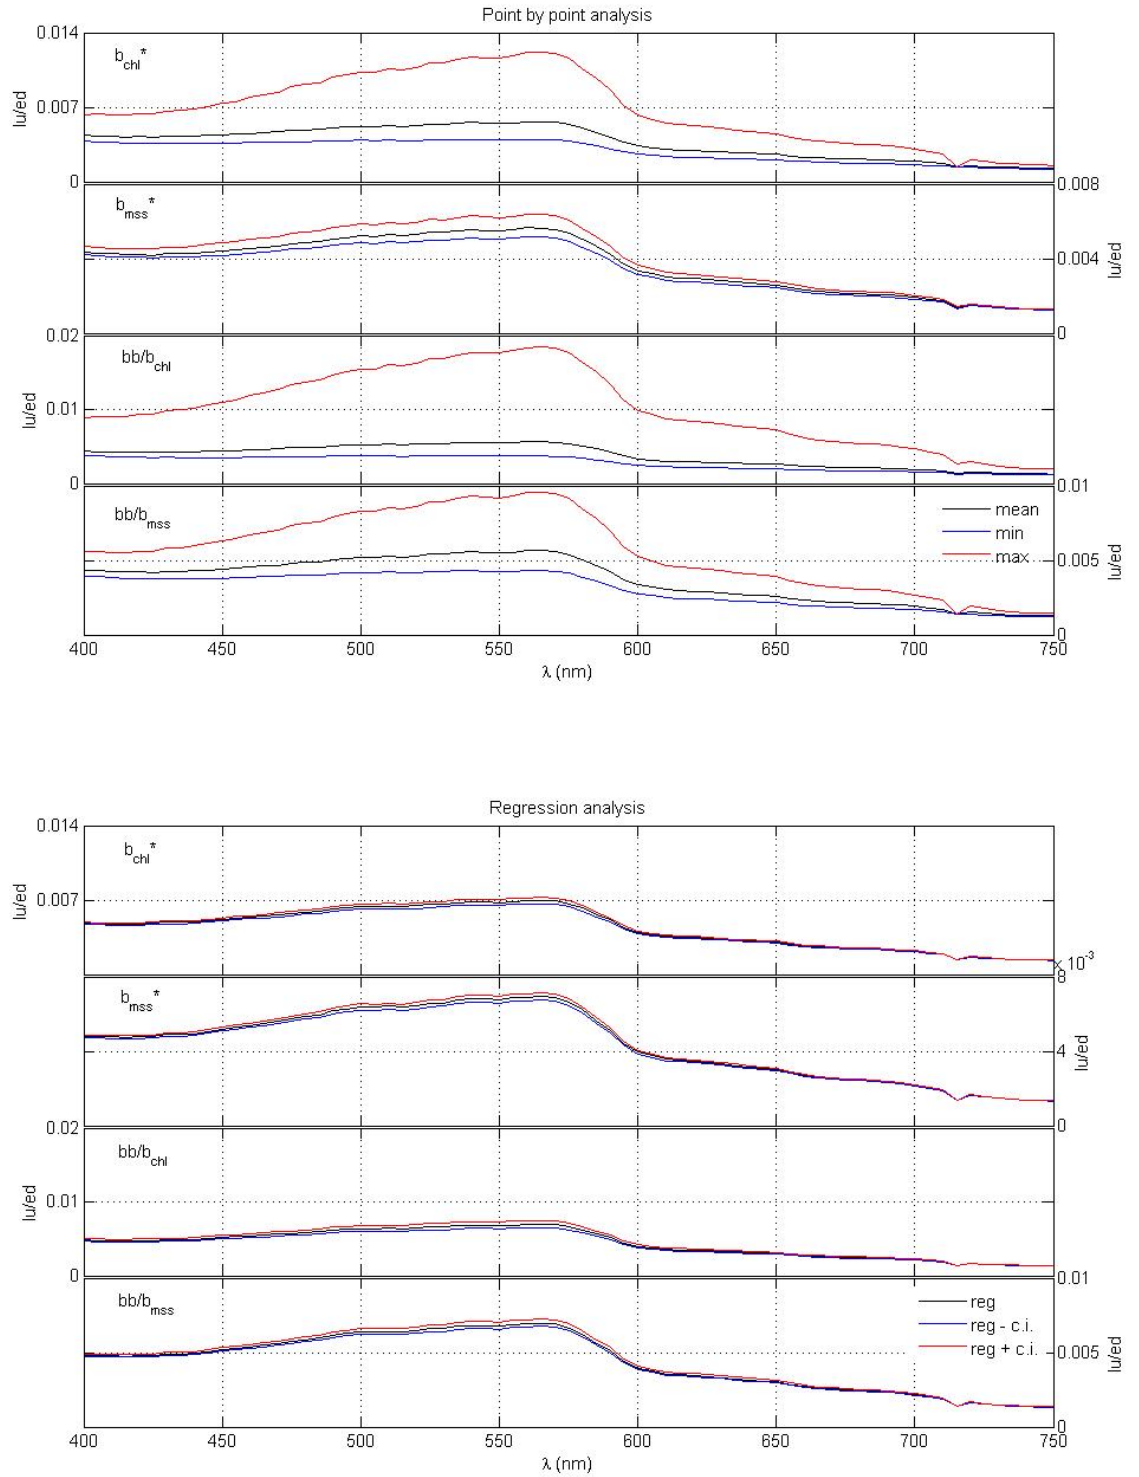 Point by point analysis
0.014
b_chl*
lu/ed
0.007
0
0.008
b_mss*
0.004
lu/ed
0
0.02
bb/b_chl
lu/ed
0.01
0
0.01
bb/b_mss
mean
min
max
0.005
lu/ed
0
400 450 500 550 600 650 700 750
λ (nm)
Regression analysis
0.014
b_chl*
lu/ed
0.007
0
x 10^-3
8
b_mss*
4
lu/ed
0
0.02
bb/b_chl
lu/ed
0.01
0
0.01
bb/b_mss
reg
reg - c.i.
reg + c.i.
0.005
lu/ed
0
400 450 500 550 600 650 700 750
λ (nm)